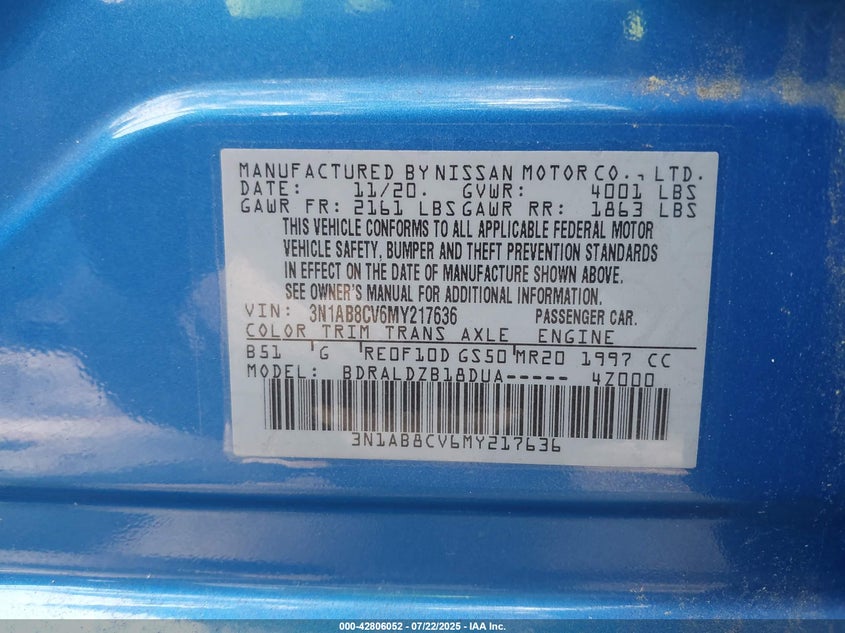 MANUFACTURED BY NISSAN MOTOR CO., LTD.
DATE: 11/20. GVWR: 4001 LBS
GAWR FR: 2161 LBS GAWR RR: 1863 LBS
THIS VEHICLE CONFORMS TO ALL APPLICABLE FEDERAL MOTOR
VEHICLE SAFETY, BUMPER AND THEFT PREVENTION STANDARDS
IN EFFECT ON THE DATE OF MANUFACTURE SHOWN ABOVE.
SEE OWNER'S MANUAL FOR ADDITIONAL INFORMATION.
VIN: 3N1AB8CV6MY217636 PASSENGER CAR.
COLOR TRIM TRANS AXLE ENGINE
B51 G RE0F10D GS50 MR20 1997 CC
MODEL: BDRALDZB18DUA----- 4Z000
3N1AB8CV6MY217636
000-42806052 - 07/22/2025 - IAA Inc.